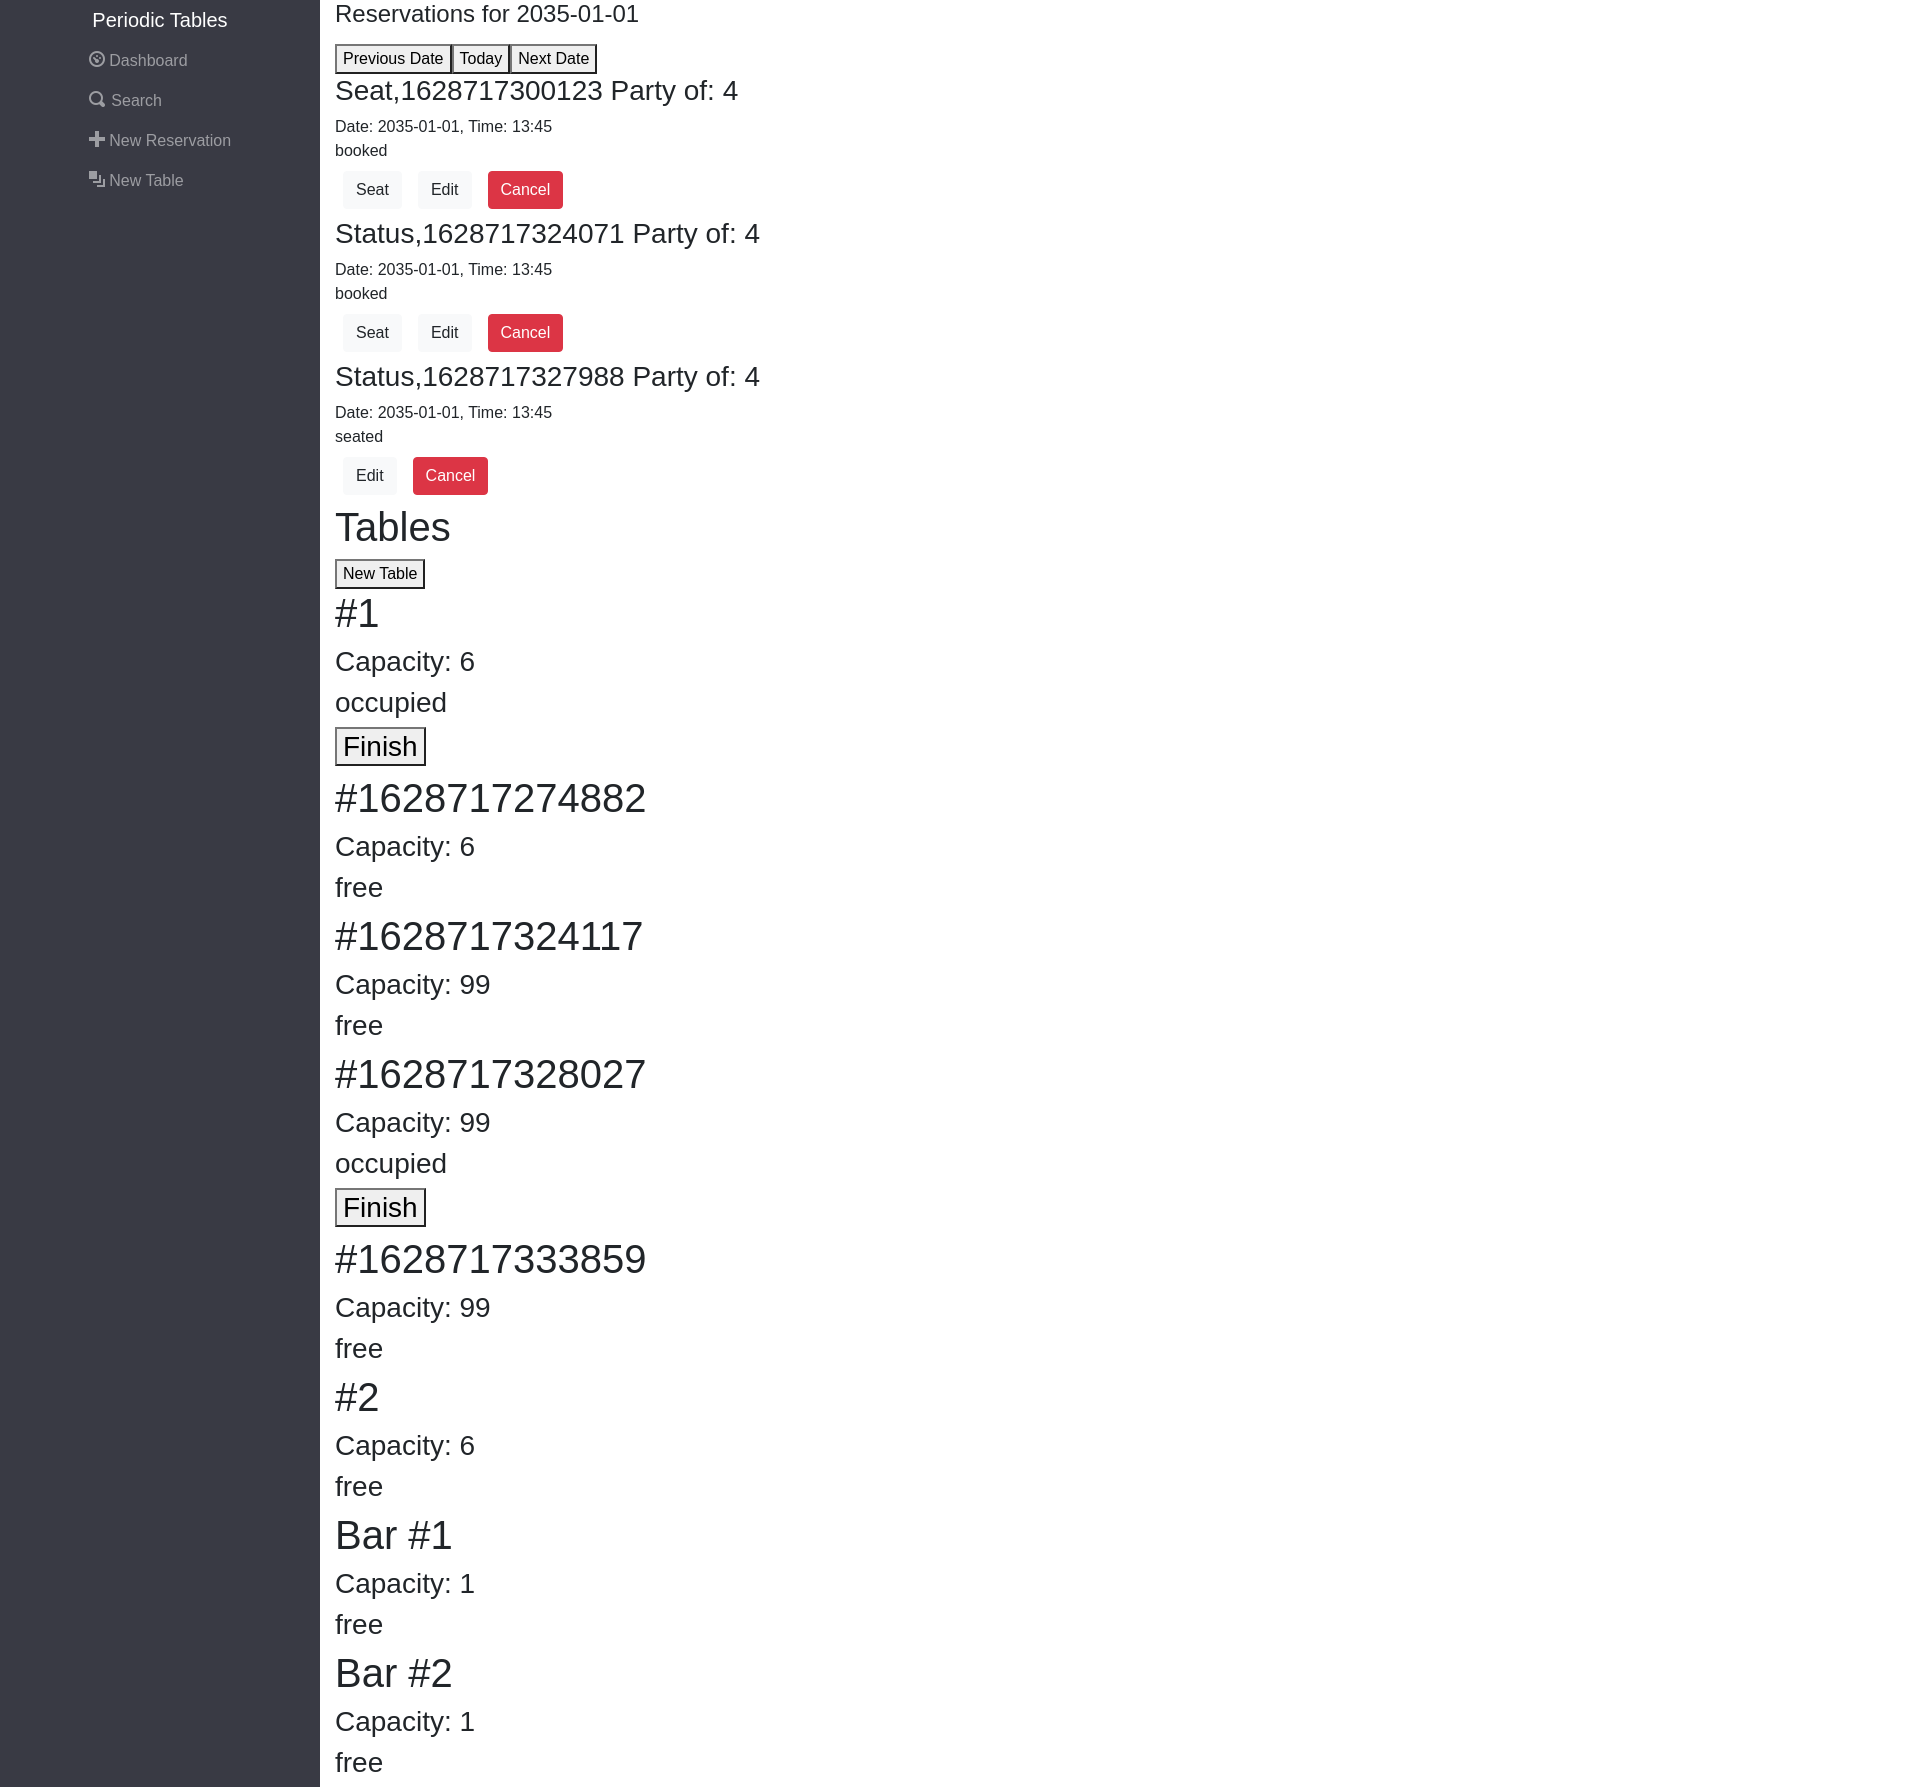 Periodic Tables
Dashboard
Search
New Reservation
New Table
Reservations for 2035-01-01
Previous Date Today Next Date
Seat,1628717300123 Party of: 4
Date: 2035-01-01, Time: 13:45
booked
Seat Edit Cancel
Status,1628717324071 Party of: 4
Date: 2035-01-01, Time: 13:45
booked
Seat Edit Cancel
Status,1628717327988 Party of: 4
Date: 2035-01-01, Time: 13:45
seated
Edit Cancel
Tables
New Table
#1
Capacity: 6
occupied
Finish
#1628717274882
Capacity: 6
free
#1628717324117
Capacity: 99
free
#1628717328027
Capacity: 99
occupied
Finish
#1628717333859
Capacity: 99
free
#2
Capacity: 6
free
Bar #1
Capacity: 1
free
Bar #2
Capacity: 1
free